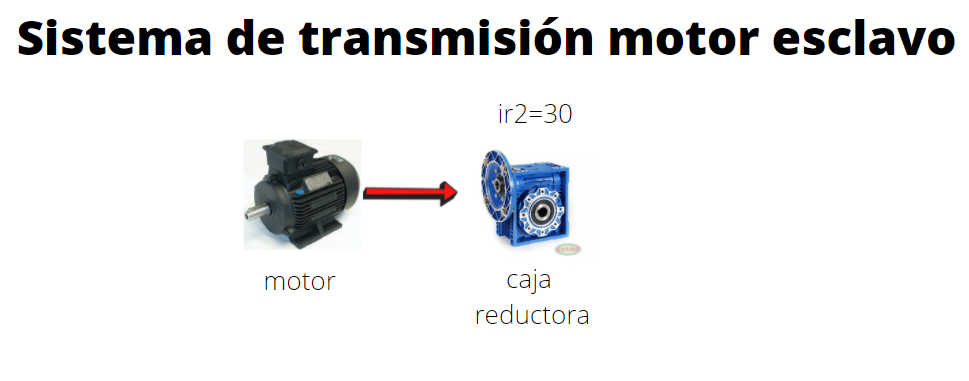 Sistema de transmisión motor esclavo
ir2=30
motor
caja
reductora